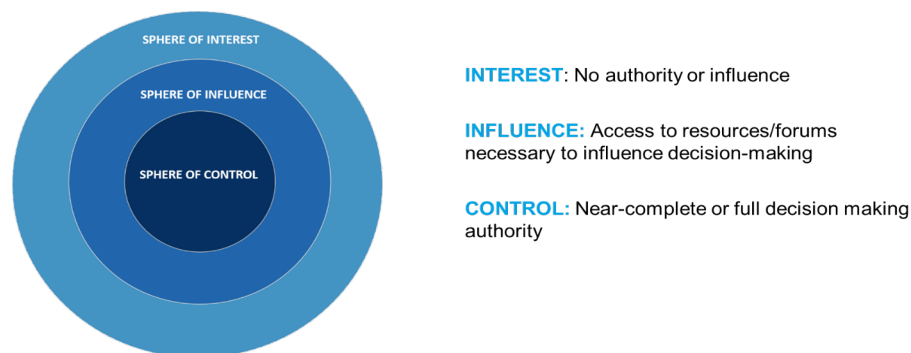 SPHERE OF INTEREST
SPHERE OF INFLUENCE
SPHERE OF CONTROL
INTEREST: No authority or influence
INFLUENCE: Access to resources/forums
necessary to influence decision-making
CONTROL: Near-complete or full decision making
authority